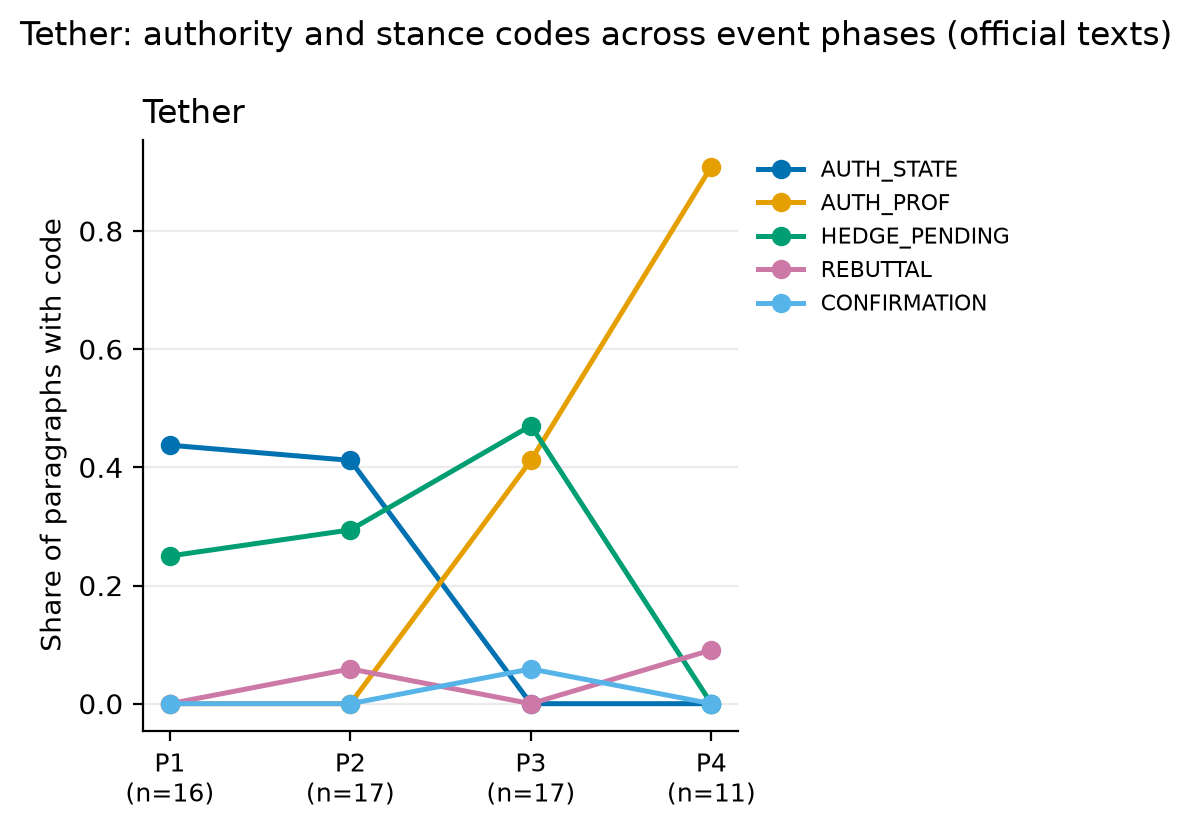 Tether: authority and stance codes across event phases (official texts)
Tether
Share of paragraphs with code
0.8
0.6
0.4
0.2
0.0
P1
(n=16)
P2
(n=17)
P3
(n=17)
P4
(n=11)
AUTH_STATE
AUTH_PROF
HEDGE_PENDING
REBUTTAL
CONFIRMATION